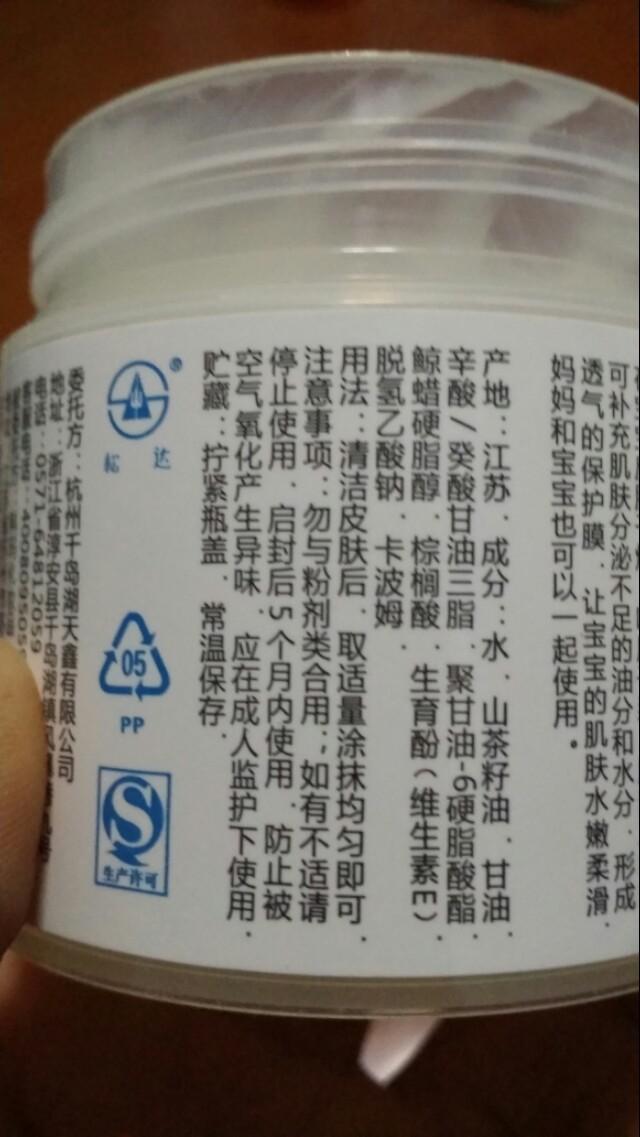 可补充肌肤分泌不足的油分和水分、形成
透气的保护膜、让宝宝的肌肤水嫩柔滑、
妈妈和宝宝也可以一起使用。
产地：江苏、成分：水、山茶籽油、甘油、
辛酸/癸酸甘油三脂、聚甘油-6硬脂酸酯、
鲸蜡硬脂醇、棕榈酸、生育酚(维生素E)、
脱氢乙酸钠、卡波姆、
用法：清洁皮肤后、取适量涂抹均匀即可、
注意事项：勿与粉剂类合用；如有不适请
停止使用、启封后5个月内使用、防止被
空气氧化产生异味、应在成人监护下使用、
贮藏：拧紧瓶盖、常温保存、
®
05
PP
S
生产许可
委托方：杭州千岛湖天鑫有限公司
地址：浙江省淳安县千岛湖镇
电话：0571-64812059